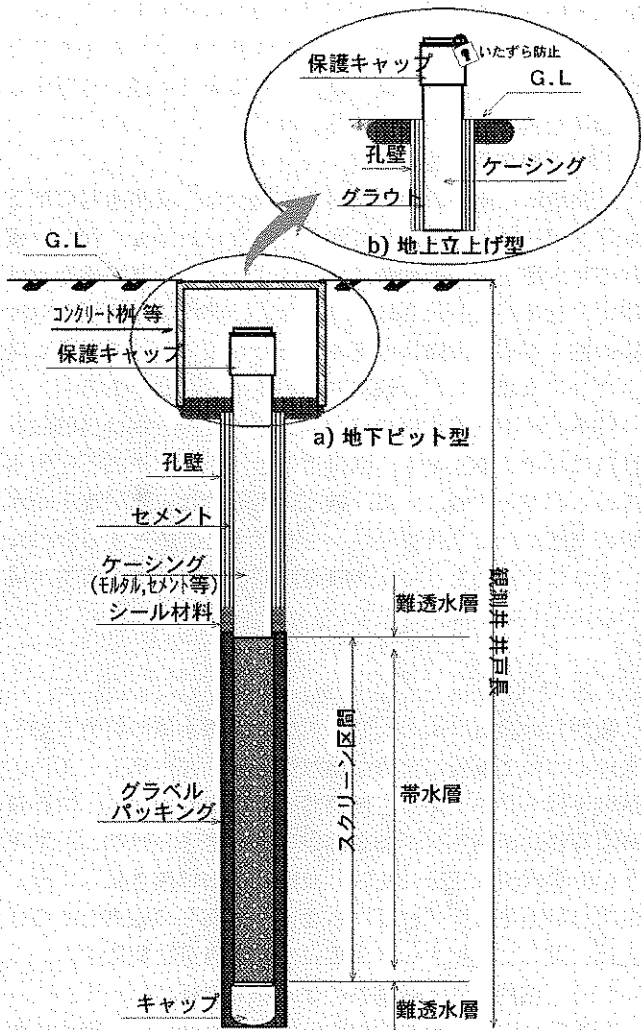 いたずら防止
保護キャップ
G.L
孔壁
ケーシング
グラウト
b) 地上立上げ型
G.L
コンクリート桝等
保護キャップ
a) 地下ピット型
孔壁
セメント
ケーシング
(モルタル,セメント等)
シール材料
難透水層
観測井 井戸長
スクリーン区間
帯水層
グラベル
パッキング
キャップ
難透水層